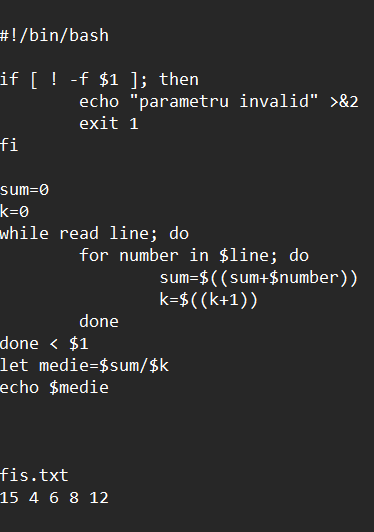 #!/bin/bash
if [ ! -f $1 ]; then
echo "parametru invalid" >&2
exit 1
fi
sum=0
k=0
while read line; do
for number in $line; do
sum=$((sum+$number))
k=$((k+1))
done
done < $1
let medie=$sum/$k
echo $medie
fis.txt
15 4 6 8 12